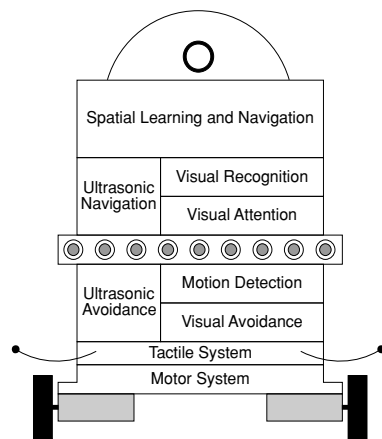 Spatial Learning and Navigation
Ultrasonic
Navigation
Visual Recognition
Visual Attention
Ultrasonic
Avoidance
Motion Detection
Visual Avoidance
Tactile System
Motor System